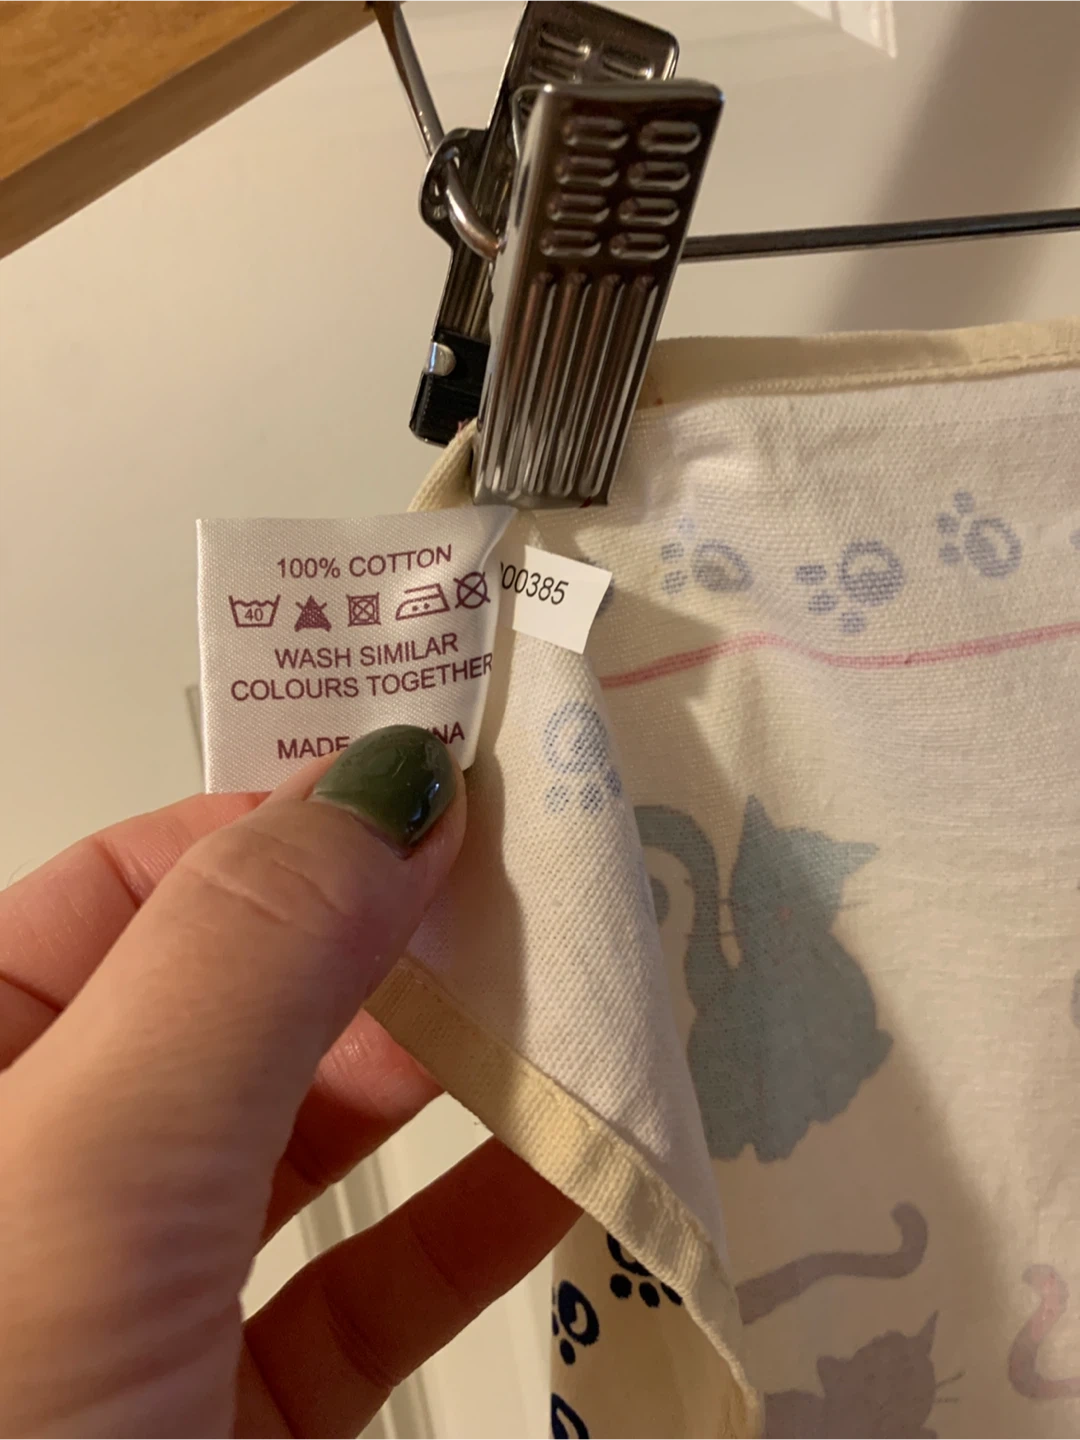 100% COTTON
40
WASH SIMILAR
COLOURS TOGETHER
MADE
00385